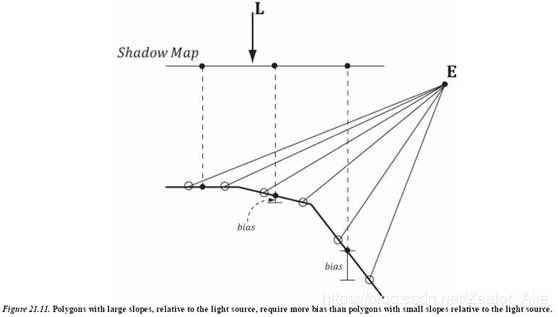 L
Shadow Map
E
bias
bias
https://blog.csdn.net/Zealot_Alie
Figure 21.11. Polygons with large slopes, relative to the light source, require more bias than polygons with small slopes relative to the light source.